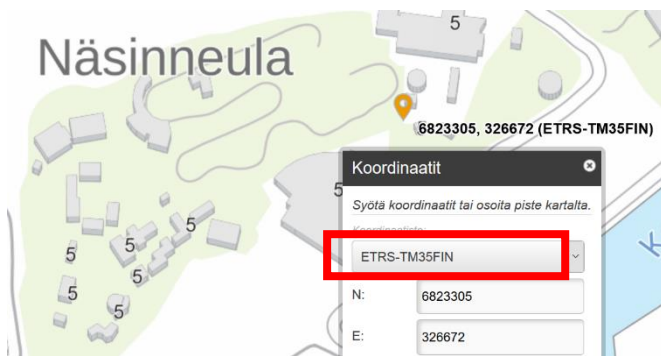 5
Näsinneula
6823305, 326672 (ETRS-TM35FIN)
Koordinaatit
5
Syötä koordinaatit tai osoita piste kartalta.
ETRS-TM35FIN
5
5
5
N: 6823305
5
5
E: 326672
K